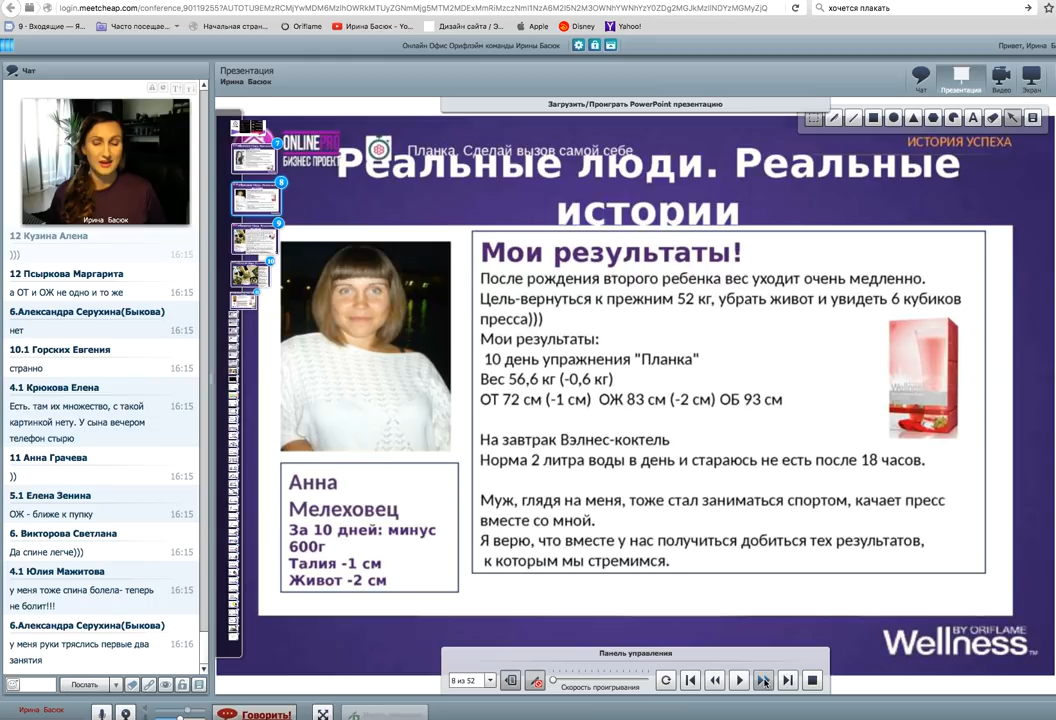 login.meetcheap.com/conference,90119255?AUTOTU9EMzRCMjYwMDM6MzlhOWRkMTUyZGNmMjg5MTM2MDExMmRiMzczNmI1NzA6M2I5N2M3OWNhYWNhYzY0ZDg2MGJkMzllNDYzMGYyMzZjQ
хочется плакать
9 - Входящие — Я...
Часто посещае...
Начальная стран...
Oriflame
Ирина Басюк - Yo...
Дизайн сайта / Э...
Apple
Disney
Yahoo!
Онлайн Офис Орифлэйм команды Ирины Басюк
Привет, Ирина Б
Чат
Ирина Басюк
12 Кузина Алена
))) 16:15
12 Псыркова Маргарита
а ОТ и ОЖ не одно и то же 16:15
6.Александра Серухина(Быкова)
нет 16:15
10.1 Горских Евгения
странно 16:15
4.1 Крюкова Елена
Есть. там их множество, с такой 16:15
картинкой нету. У сына вечером
телефон стырю
11 Анна Грачева
)) 16:15
5.1 Елена Зенина
ОЖ - ближе к пупку 16:15
6. Викторова Светлана
Да спине легче))) 16:15
4.1 Юлия Мажитова
у меня тоже спина болела- теперь 16:15
не болит!!!
6.Александра Серухина(Быкова)
у меня руки тряслись первые два 16:16
занятия
Послать
Ирина Басюк
Говорить!
Презентация
Ирина Басюк
Чат
Презентация
Видео
Экран
Загрузить/Проиграть PowerPoint презентацию
ИСТОРИЯ УСПЕХА
ONLINEPRO
БИЗНЕС ПРОЕКТ
Планка. Сделай вызов самой себе
Реальные люди. Реальные
истории
7
8
9
10
Мои результаты!
После рождения второго ребенка вес уходит очень медленно.
Цель-вернуться к прежним 52 кг, убрать живот и увидеть 6 кубиков
пресса)))
Мои результаты:
10 день упражнения "Планка"
Вес 56,6 кг (-0,6 кг)
ОТ 72 см (-1 см) ОЖ 83 см (-2 см) ОБ 93 см
На завтрак Вэлнес-коктель
Норма 2 литра воды в день и стараюсь не есть после 18 часов.
Муж, глядя на меня, тоже стал заниматься спортом, качает пресс
вместе со мной.
Я верю, что вместе у нас получиться добиться тех результатов,
к которым мы стремимся.
Wellness
Анна
Мелеховец
За 10 дней: минус
600г
Талия -1 см
Живот -2 см
Wellness BY ORIFLAME
Панель управления
8 из 52
Скорость проигрывания